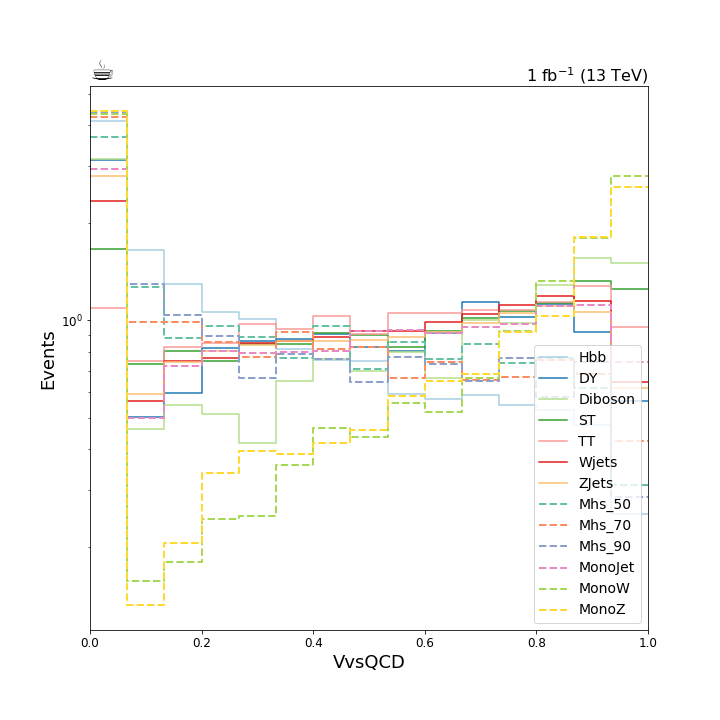 ☕
1 fb⁻¹ (13 TeV)
Events
10⁰
Hbb
DY
Diboson
ST
TT
Wjets
ZJets
Mhs_50
Mhs_70
Mhs_90
MonoJet
MonoW
MonoZ
0.0 0.2 0.4 0.6 0.8 1.0
VvsQCD